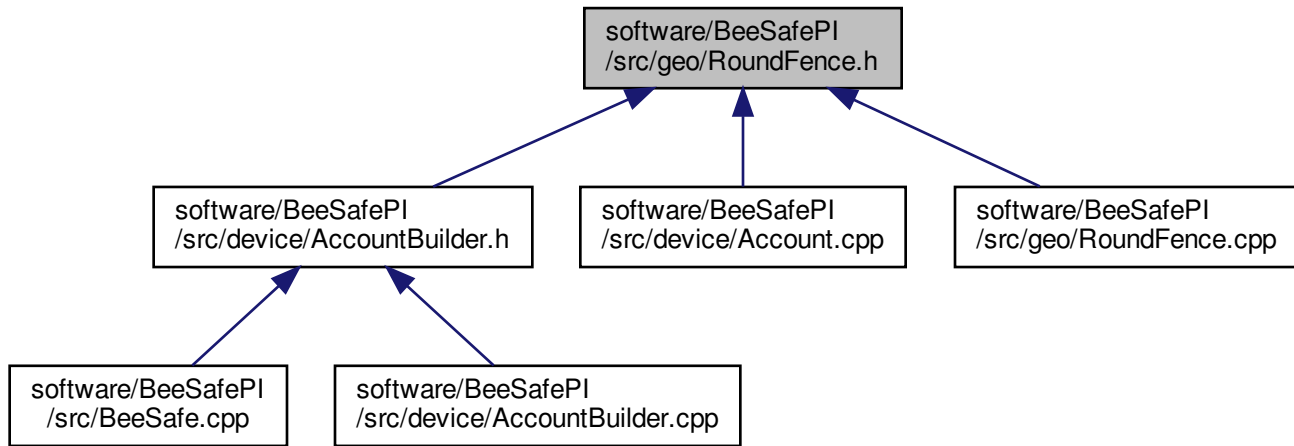 software/BeeSafePI
/src/geo/RoundFence.h
software/BeeSafePI
/src/device/AccountBuilder.h
software/BeeSafePI
/src/device/Account.cpp
software/BeeSafePI
/src/geo/RoundFence.cpp
software/BeeSafePI
/src/BeeSafe.cpp
software/BeeSafePI
/src/device/AccountBuilder.cpp